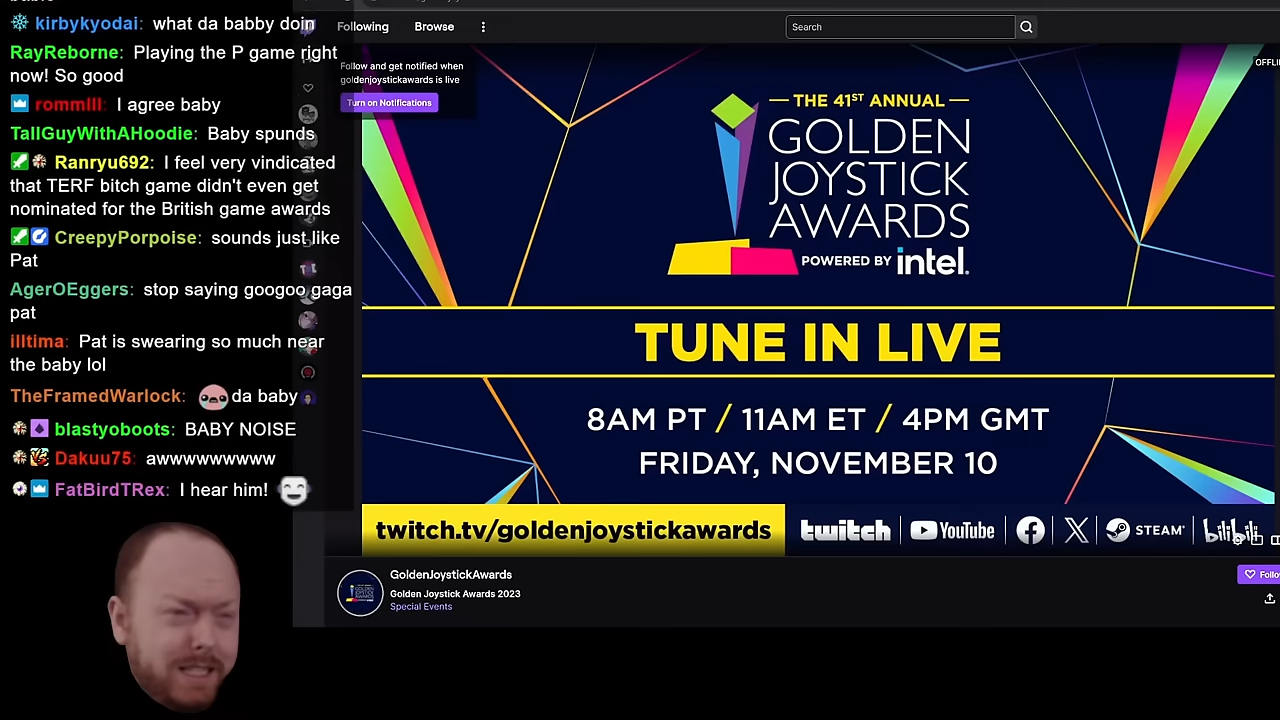 kirbykyodai: what da babby doin
RayReborne: Playing the P game right
now! So good
rommlll: I agree baby
TallGuyWithAHoodie: Baby spunds
Ranryu692: I feel very vindicated
that TERF bitch game didn't even get
nominated for the British game awards
CreepyPorpoise: sounds just like
Pat
AgerOEggers: stop saying googoo gaga
pat
illtima: Pat is swearing so much near
the baby lol
TheFramedWarlock: da baby
blastyoboots: BABY NOISE
Dakuu75: awwwwwwwww
FatBirdTRex: I hear him!
Following
Browse
Search
Follow and get notified when
goldenjoystickawards is live
Turn on Notifications
THE 41ST ANNUAL
GOLDEN
JOYSTICK
AWARDS
POWERED BY intel.
TUNE IN LIVE
8AM PT / 11AM ET / 4PM GMT
FRIDAY, NOVEMBER 10
twitch.tv/goldenjoystickawards
twitch YouTube STEAM bilibili
GoldenJoystickAwards
Golden Joystick Awards 2023
Special Events